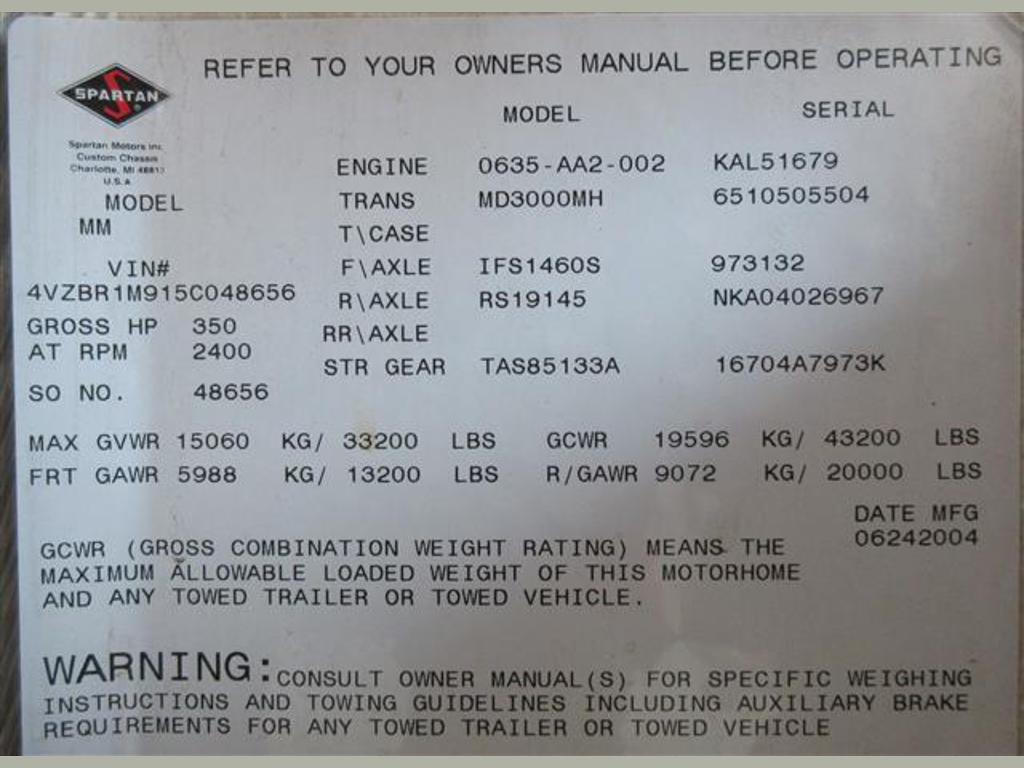 REFER TO YOUR OWNERS MANUAL BEFORE OPERATING
SPARTAN
Spartan Motors Inc.
Custom Chassis
Charlotte, MI 48813
U.S.A
MODEL
MM
VIN#
4VZBR1M915C048656
GROSS HP 350
AT RPM 2400
SO NO. 48656
MODEL SERIAL
ENGINE 0635-AA2-002 KAL51679
TRANS MD3000MH 6510505504
T\CASE
F\AXLE IFS1460S 973132
R\AXLE RS19145 NKA04026967
RR\AXLE
STR GEAR TAS85133A 16704A7973K
MAX GVWR 15060 KG/ 33200 LBS GCWR 19596 KG/ 43200 LBS
FRT GAWR 5988 KG/ 13200 LBS R/GAWR 9072 KG/ 20000 LBS
DATE MFG
06242004
GCWR (GROSS COMBINATION WEIGHT RATING) MEANS THE
MAXIMUM ALLOWABLE LOADED WEIGHT OF THIS MOTORHOME
AND ANY TOWED TRAILER OR TOWED VEHICLE.
WARNING: CONSULT OWNER MANUAL(S) FOR SPECIFIC WEIGHING
INSTRUCTIONS AND TOWING GUIDELINES INCLUDING AUXILIARY BRAKE
REQUIREMENTS FOR ANY TOWED TRAILER OR TOWED VEHICLE